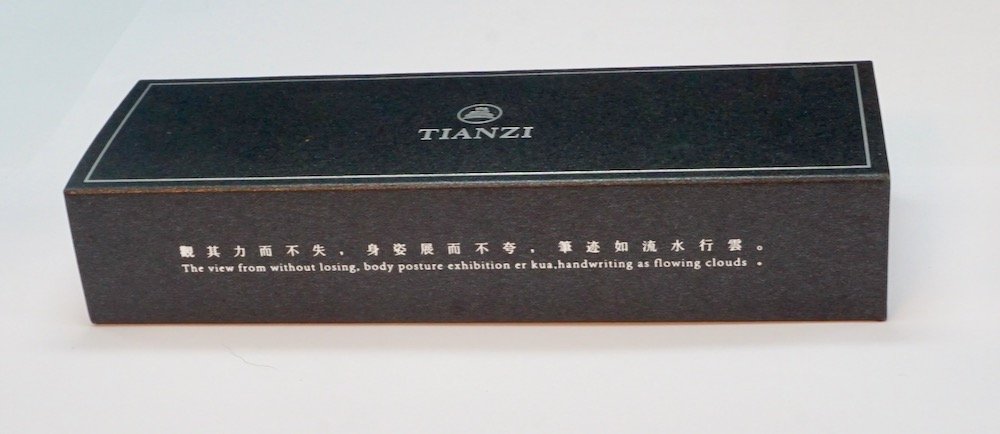 TIANZI
觀其力而不失，身姿展而不夸，筆迹如流水行雲。
The view from without losing, body posture exhibition er kua,handwriting as flowing clouds .